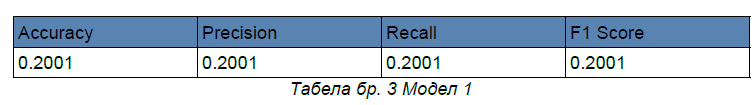 Accuracy Precision Recall F1 Score
0.2001 0.2001 0.2001 0.2001
Табела бр. 3 Модел 1